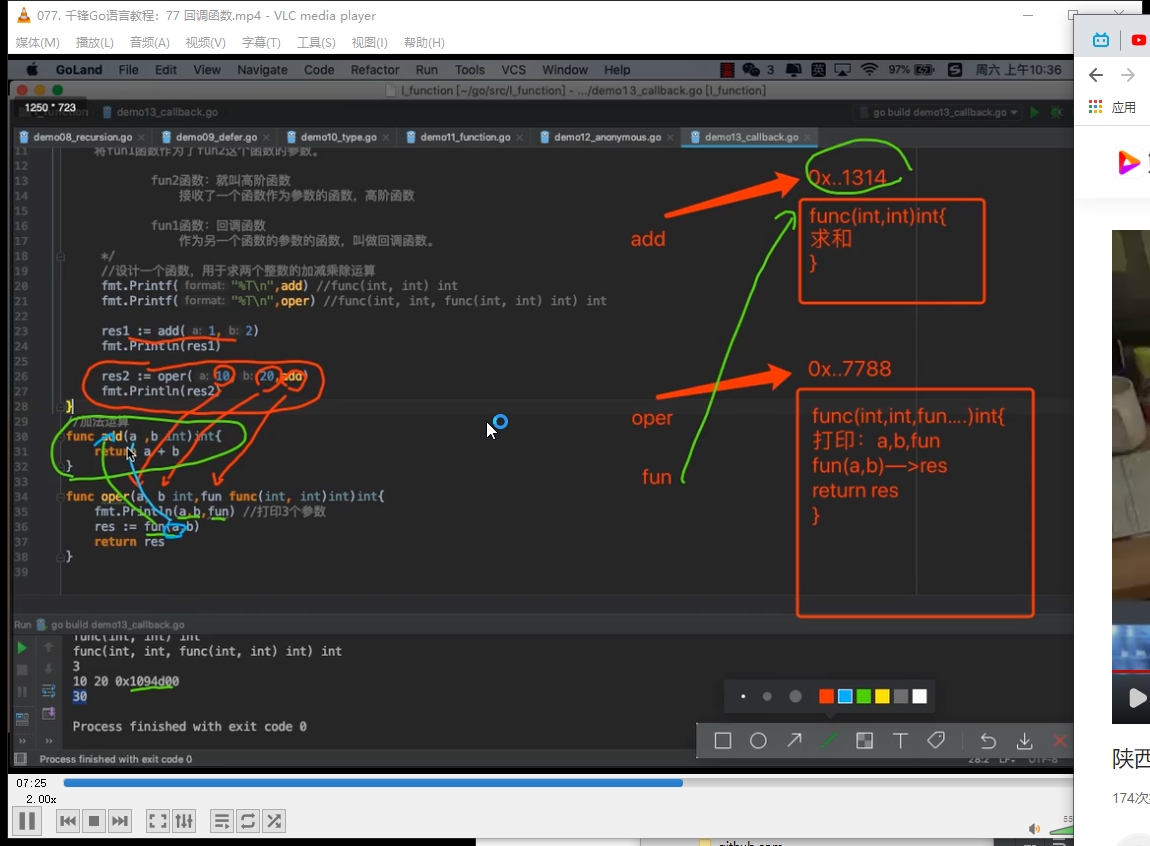 077. 千锋Go语言教程：77 回调函数.mp4 - VLC media player
媒体(M) 播放(L) 音频(A) 视频(V) 字幕(T) 工具(S) 视图(I) 帮助(H)
GoLand File Edit View Navigate Code Refactor Run Tools VCS Window Help 3 英 97% 周六 上午10:36
l_function [~/go/src/l_function] - .../demo13_callback.go [l_function]
1250 * 723
demo13_callback.go
go build demo13_callback.go
demo08_recursion.go demo09_defer.go demo10_type.go demo11_function.go demo12_anonymous.go demo13_callback.go
11 将fun1函数作为了fun2这个函数的参数。
12
13 fun2函数：就叫高阶函数
14 接收了一个函数作为参数的函数，高阶函数
15
16 fun1函数：回调函数
17 作为另一个函数的参数的函数，叫做回调函数。
18 */
19 //设计一个函数，用于求两个整数的加减乘除运算
20 fmt.Printf( format: "%T\n",add) //func(int, int) int
21 fmt.Printf( format: "%T\n",oper) //func(int, int, func(int, int) int) int
22
23 res1 := add( a: 1, b: 2)
24 fmt.Println(res1)
25
26 res2 := oper( a: 10, b: 20,add)
27 fmt.Println(res2)
28 }
29 //加法运算
30 func add(a ,b int)int{
31 return a + b
32 }
33
34 func oper(a, b int,fun func(int, int)int)int{
35 fmt.Println(a,b,fun) //打印3个参数
36 res := fun(a,b)
37 return res
38 }
39
0x..1314
add
func(int,int)int{
求和
}
0x..7788
oper
fun
func(int,int,fun....)int{
打印：a,b,fun
fun(a,b)—>res
return res
}
Run go build demo13_callback.go
func(int, int) int
func(int, int, func(int, int) int) int
3
10 20 0x1094d00
30
Process finished with exit code 0
T
Process finished with exit code 0
28:2 LF÷ UTF-8
07:25
2.00x
应用
陕西
github.com